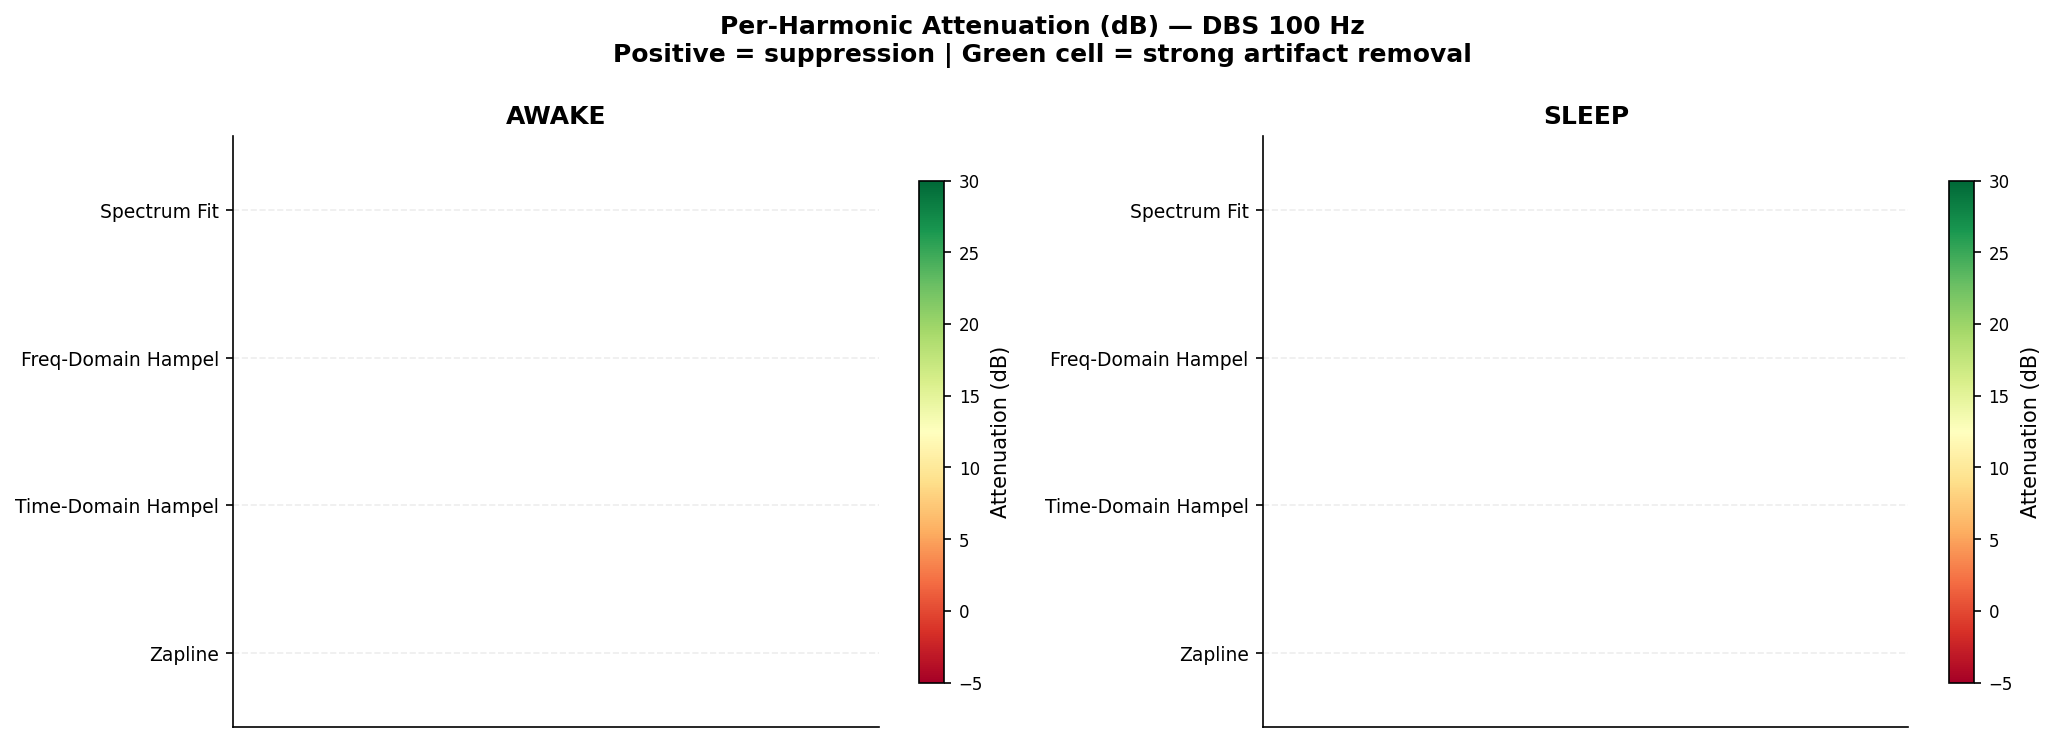 Per-Harmonic Attenuation (dB) — DBS 100 Hz
Positive = suppression | Green cell = strong artifact removal
AWAKE
Spectrum Fit
Freq-Domain Hampel
Time-Domain Hampel
Zapline
30
25
20
15
10
5
0
−5
Attenuation (dB)
SLEEP
Spectrum Fit
Freq-Domain Hampel
Time-Domain Hampel
Zapline
30
25
20
15
10
5
0
−5
Attenuation (dB)